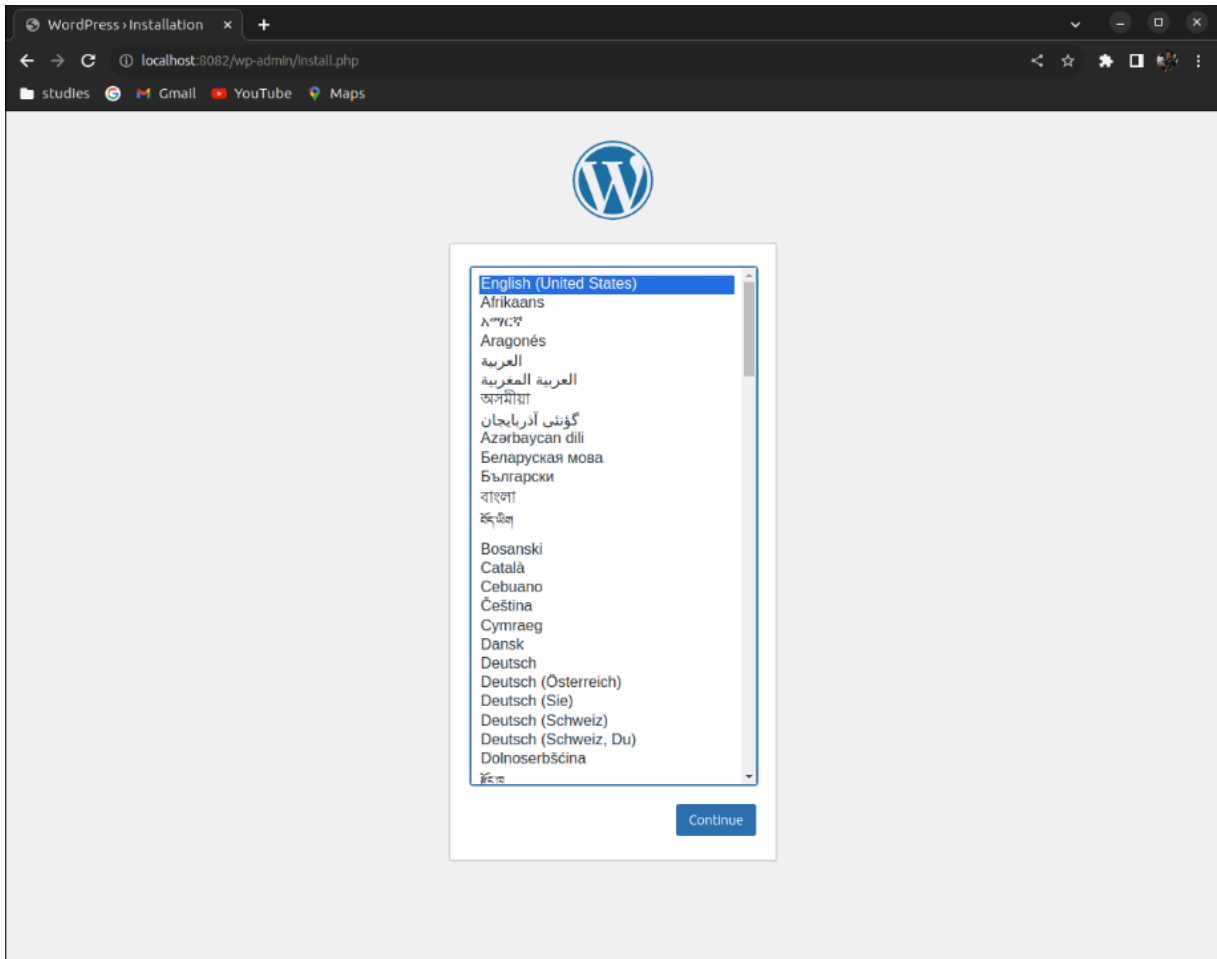 WordPress › Installation
localhost:8082/wp-admin/install.php
studies Gmail YouTube Maps
English (United States)
Afrikaans
አማርኛ
Aragonés
العربية
العربية المغربية
অসমীয়া
گؤنئی آذربایجان
Azərbaycan dili
Беларуская мова
Български
বাংলা
བོད་ཡིག
Bosanski
Català
Cebuano
Čeština
Cymraeg
Dansk
Deutsch
Deutsch (Österreich)
Deutsch (Sie)
Deutsch (Schweiz)
Deutsch (Schweiz, Du)
Dolnoserbšćina
Continue